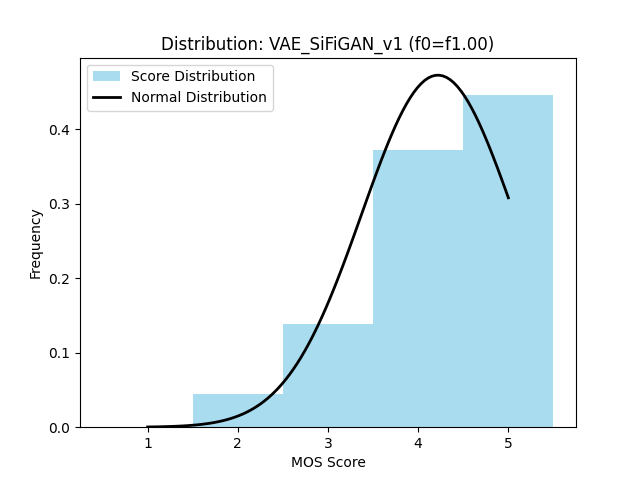 Distribution: VAE_SiFiGAN_v1 (f0=f1.00)
Score Distribution
Normal Distribution
Frequency
0.4
0.3
0.2
0.1
0.0
1 2 3 4 5
MOS Score